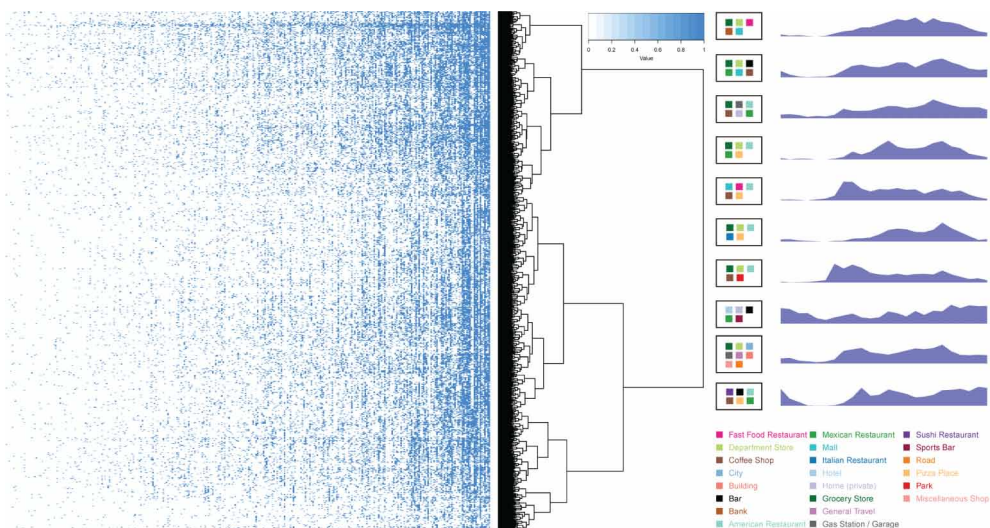 0 0.2 0.4 0.6 0.8 1
Value
Fast Food Restaurant Mexican Restaurant Sushi Restaurant
Department Store Mall Sports Bar
Coffee Shop Italian Restaurant Road
City Hotel Pizza Place
Building Home (private) Park
Bar Grocery Store Miscellaneous Shop
Bank General Travel
American Restaurant Gas Station / Garage